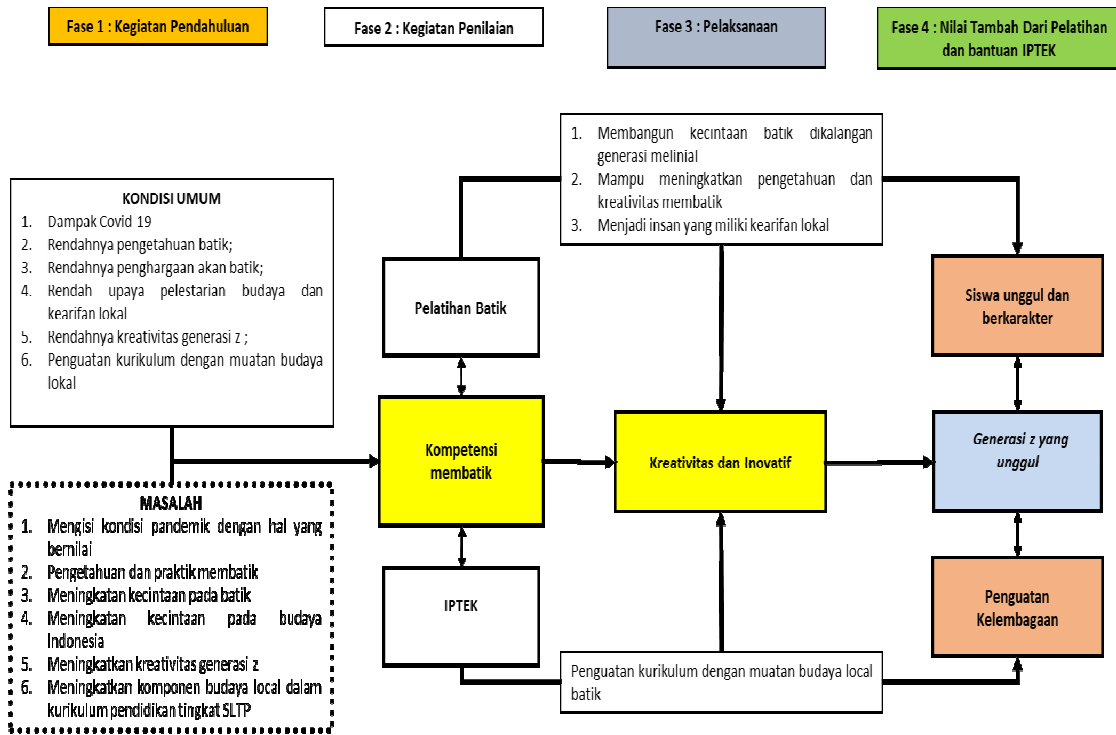 Fase 1 : Kegiatan Pendahuluan
Fase 2 : Kegiatan Penilaian
Fase 3 : Pelaksanaan
Fase 4 : Nilai Tambah Dari Pelatihan
dan bantuan IPTEK
KONDISI UMUM
1. Dampak Covid 19
2. Rendahnya pengetahuan batik;
3. Rendahnya penghargaan akan batik;
4. Rendah upaya pelestarian budaya dan
kearifan lokal
5. Rendahnya kreativitas generasi z ;
6. Penguatan kurikulum dengan muatan budaya
lokal
MASALAH
1. Mengisi kondisi pandemik dengan hal yang
bernilai
2. Pengetahuan dan praktik membatik
3. Meningkatan kecintaan pada batik
4. Meningkatan kecintaan pada budaya
Indonesia
5. Meningkatkan kreativitas generasi z
6. Meningkatkan komponen budaya local dalam
kurikulum pendidikan tingkat SLTP
Pelatihan Batik
Kompetensi
membatik
IPTEK
1. Membangun kecintaan batik dikalangan
generasi melinial
2. Mampu meningkatkan pengetahuan dan
kreativitas membatik
3. Menjadi insan yang miliki kearifan lokal
Kreativitas dan Inovatif
Penguatan kurikulum dengan muatan budaya local
batik
Siswa unggul dan
berkarakter
Generasi z yang
unggul
Penguatan
Kelembagaan